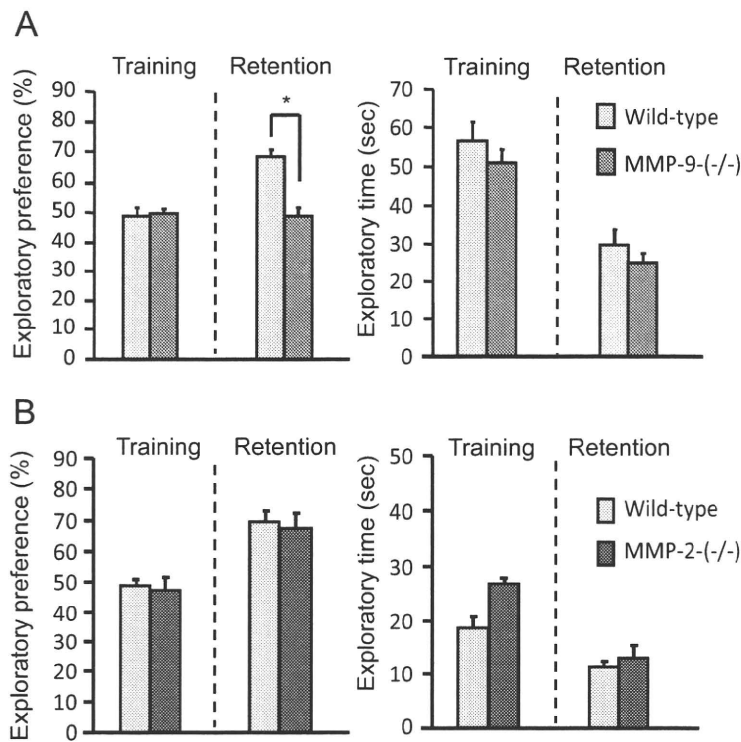 A
Training
Retention
Exploratory preference (%)
90
80
70
60
50
40
30
20
10
0
*
Training
Retention
Exploratory time (sec)
70
60
50
40
30
20
10
0
Wild-type
MMP-9-(-/-)
B
Training
Retention
Exploratory preference (%)
90
80
70
60
50
40
30
20
10
0
Training
Retention
Exploratory time (sec)
50
40
30
20
10
0
Wild-type
MMP-2-(-/-)